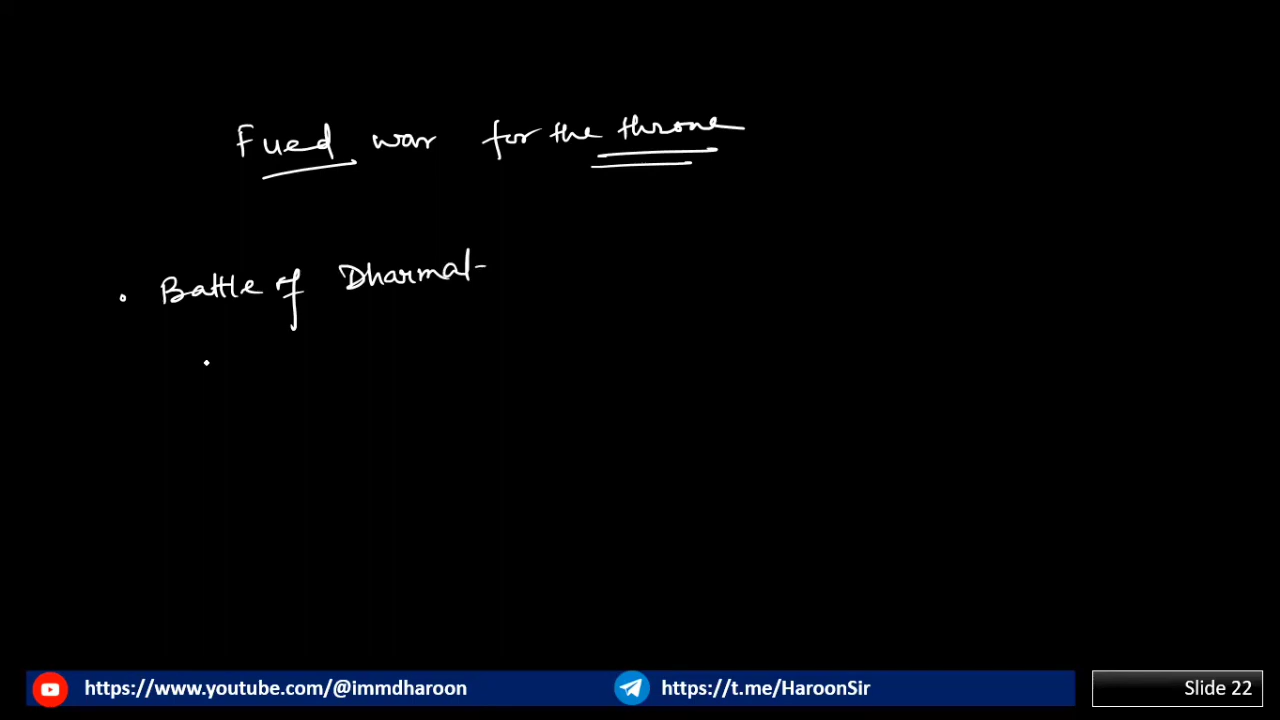 Fued war for the throne
. Battle of Dharmat
.
https://www.youtube.com/@immdharoon
https://t.me/HaroonSir
Slide 22